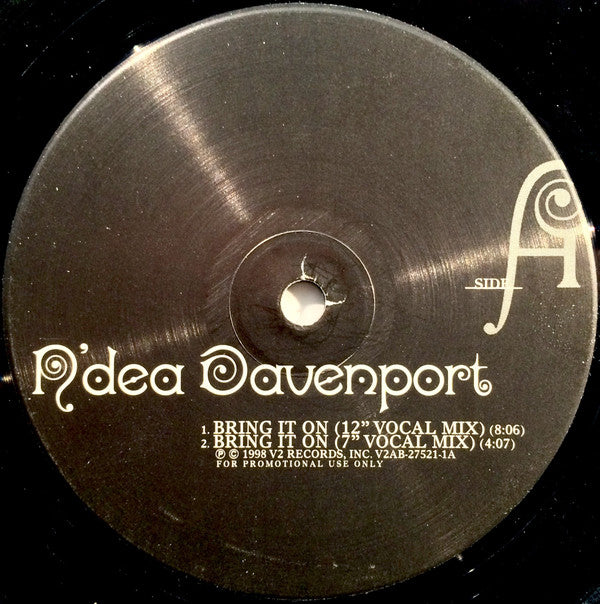 SIDE A
N'dea Davenport
1. BRING IT ON (12” VOCAL MIX) (8:06)
2. BRING IT ON (7” VOCAL MIX) (4:07)
℗ © 1998 V2 RECORDS, INC. V2AB-27521-1A
FOR PROMOTIONAL USE ONLY